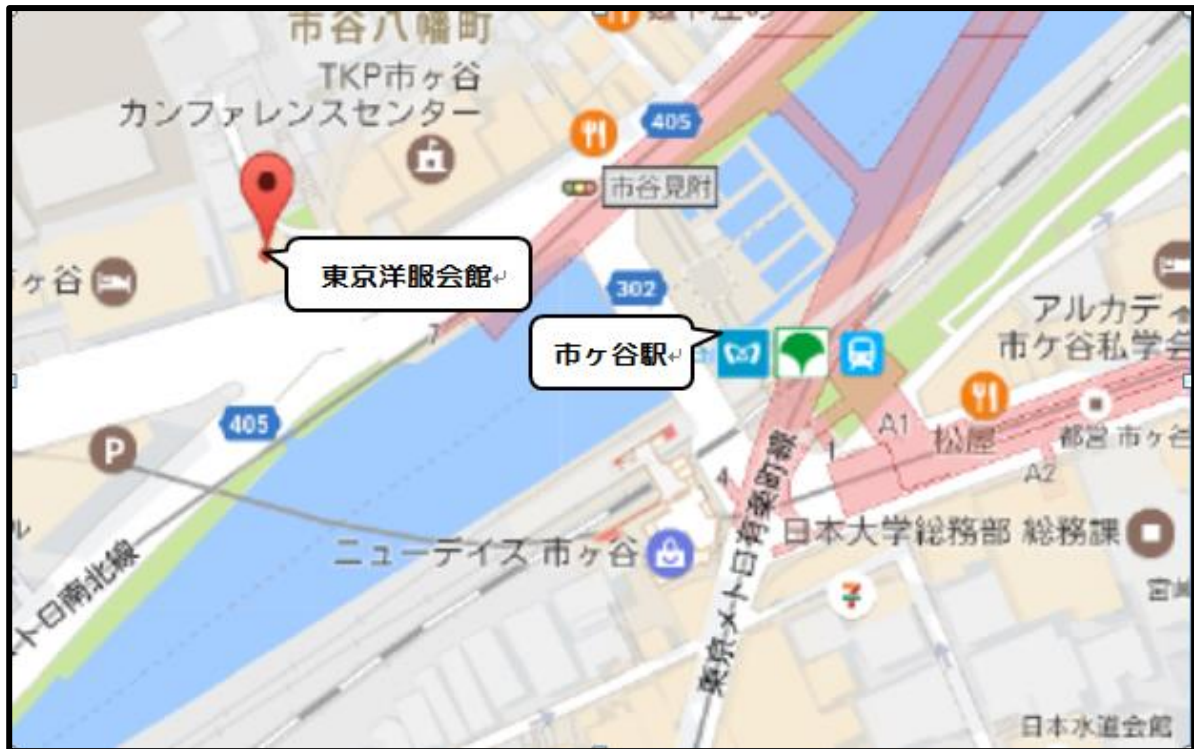 市谷八幡町
TKP市ヶ谷
カンファレンスセンター
405
市谷見附
東京洋服会館
ヶ谷
302
市ヶ谷駅
アルカディ
市ケ谷私学会
7
405
P
A1
松屋
都営 市ヶ谷
1
4
A2
日本大学総務部 総務課
ニューデイズ 市ヶ谷
東京メトロ有楽町線
トロ南北線
7
日本水道会館